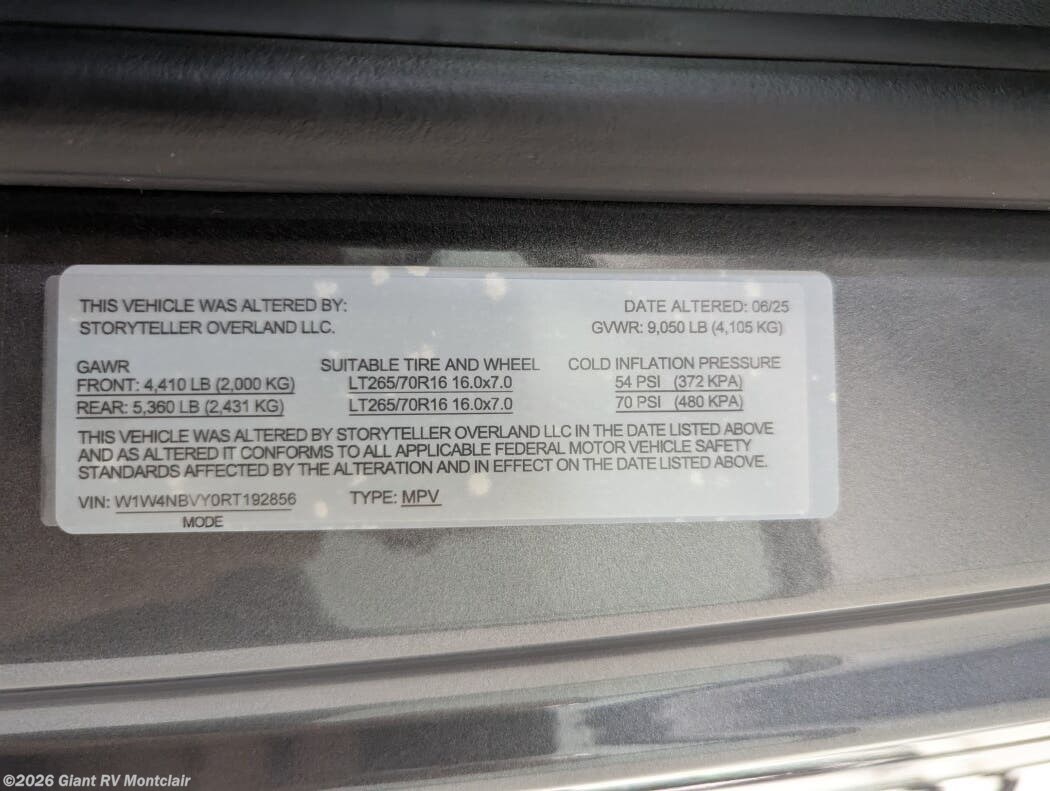 THIS VEHICLE WAS ALTERED BY: DATE ALTERED: 06/25
STORYTELLER OVERLAND LLC. GVWR: 9,050 LB (4,105 KG)
GAWR SUITABLE TIRE AND WHEEL COLD INFLATION PRESSURE
FRONT: 4,410 LB (2,000 KG) LT265/70R16 16.0x7.0 54 PSI (372 KPA)
REAR: 5,360 LB (2,431 KG) LT265/70R16 16.0x7.0 70 PSI (480 KPA)
THIS VEHICLE WAS ALTERED BY STORYTELLER OVERLAND LLC IN THE DATE LISTED ABOVE
AND AS ALTERED IT CONFORMS TO ALL APPLICABLE FEDERAL MOTOR VEHICLE SAFETY
STANDARDS AFFECTED BY THE ALTERATION AND IN EFFECT ON THE DATE LISTED ABOVE.
VIN: W1W4NBVY0RT192856 TYPE: MPV
MODE
©2026 Giant RV Montclair